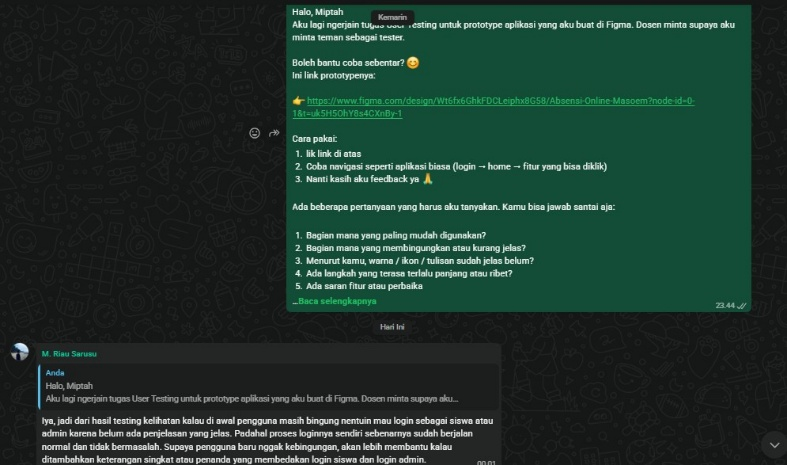 Halo, Miptah
Kemarin
Aku lagi ngerjain tugas User Testing untuk prototype aplikasi yang aku buat di Figma. Dosen minta supaya aku
minta teman sebagai tester.
Boleh bantu coba sebentar? 😊
Ini link prototypenya:
👉 https://www.figma.com/design/Wt6fx6GhkFDCLeiphx8G58/Absensi-Online-Masoem?node-id=0-
1&t=uk5H5OhY8s4CXnBy-1
Cara pakai:
1. lik link di atas
2. Coba navigasi seperti aplikasi biasa (login → home → fitur yang bisa diklik)
3. Nanti kasih aku feedback ya 🙏
Ada beberapa pertanyaan yang harus aku tanyakan. Kamu bisa jawab santai aja:
1. Bagian mana yang paling mudah digunakan?
2. Bagian mana yang membingungkan atau kurang jelas?
3. Menurut kamu, warna / ikon / tulisan sudah jelas belum?
4. Ada langkah yang terasa terlalu panjang atau ribet?
5. Ada saran fitur atau perbaika
...Baca selengkapnya
23.44
Hari Ini
M. Riau Sarusu
Anda
Halo, Miptah
Aku lagi ngerjain tugas User Testing untuk prototype aplikasi yang aku buat di Figma. Dosen minta supaya aku...
Iya, jadi dari hasil testing kelihatan kalau di awal pengguna masih bingung nentuin mau login sebagai siswa atau
admin karena belum ada penjelasan yang jelas. Padahal proses loginnya sendiri sebenarnya sudah berjalan
normal dan tidak bermasalah. Supaya pengguna baru nggak kebingungan, akan lebih membantu kalau
ditambahkan keterangan singkat atau penanda yang membedakan login siswa dan login admin.
00.01